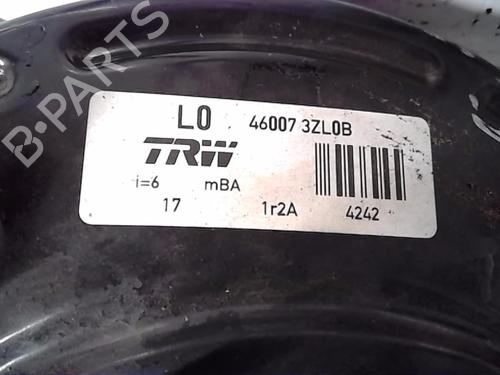 B-PARTS
L0 46007 3ZL0B
TRW
i=6 mBA
17 1r2A 4242